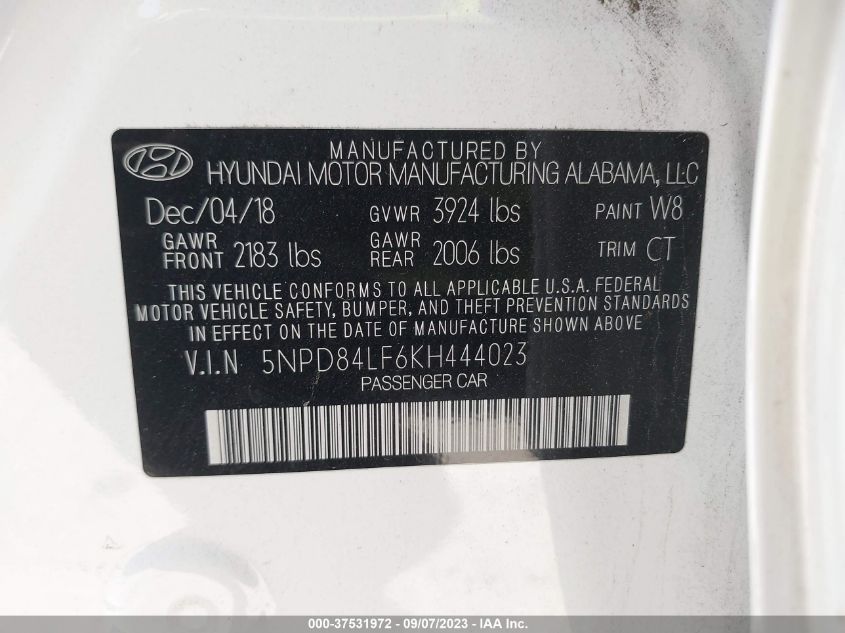 MANUFACTURED BY
HYUNDAI MOTOR MANUFACTURING ALABAMA, LLC
Dec/04/18 GVWR 3924 lbs PAINT W8
GAWR FRONT 2183 lbs GAWR REAR 2006 lbs TRIM CT
THIS VEHICLE CONFORMS TO ALL APPLICABLE U.S.A. FEDERAL
MOTOR VEHICLE SAFETY, BUMPER, AND THEFT PREVENTION STANDARDS
IN EFFECT ON THE DATE OF MANUFACTURE SHOWN ABOVE
V.I.N 5NPD84LF6KH444023
PASSENGER CAR
000-37531972 - 09/07/2023 - IAA Inc.